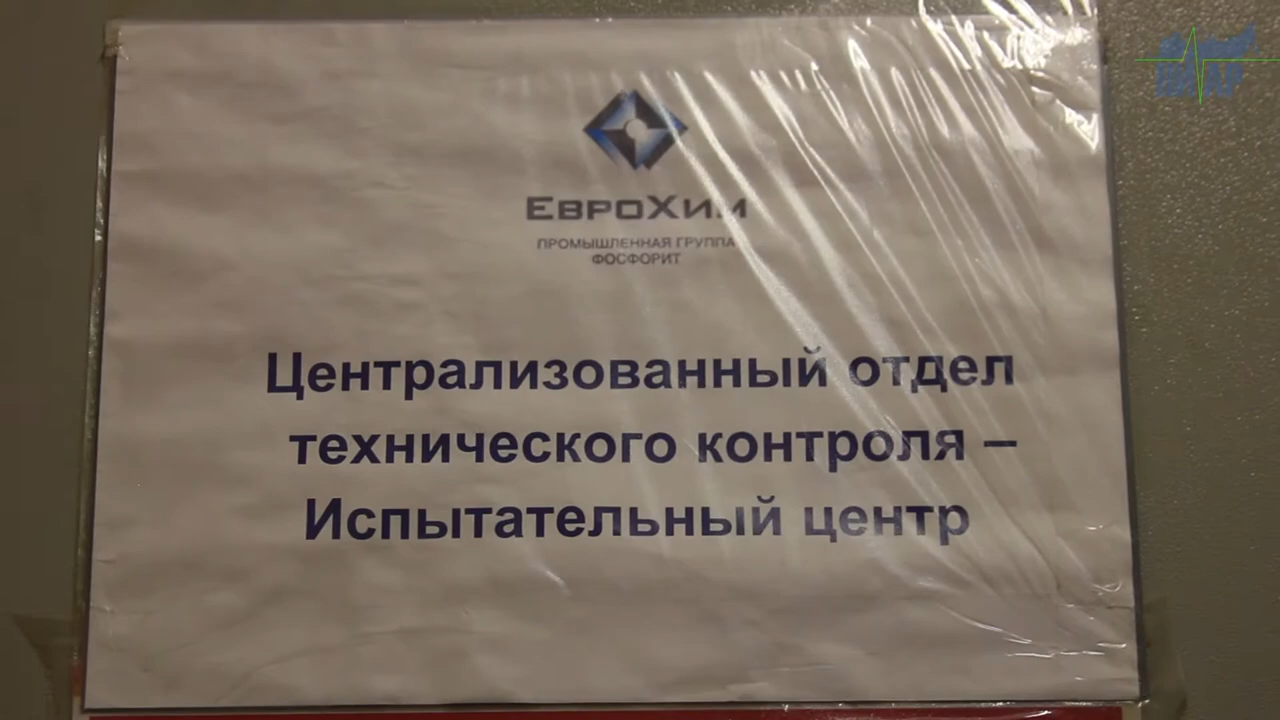 ЕвроХим
ПРОМЫШЛЕННАЯ ГРУППА
ФОСФОРИТ
Централизованный отдел
технического контроля –
Испытательный центр